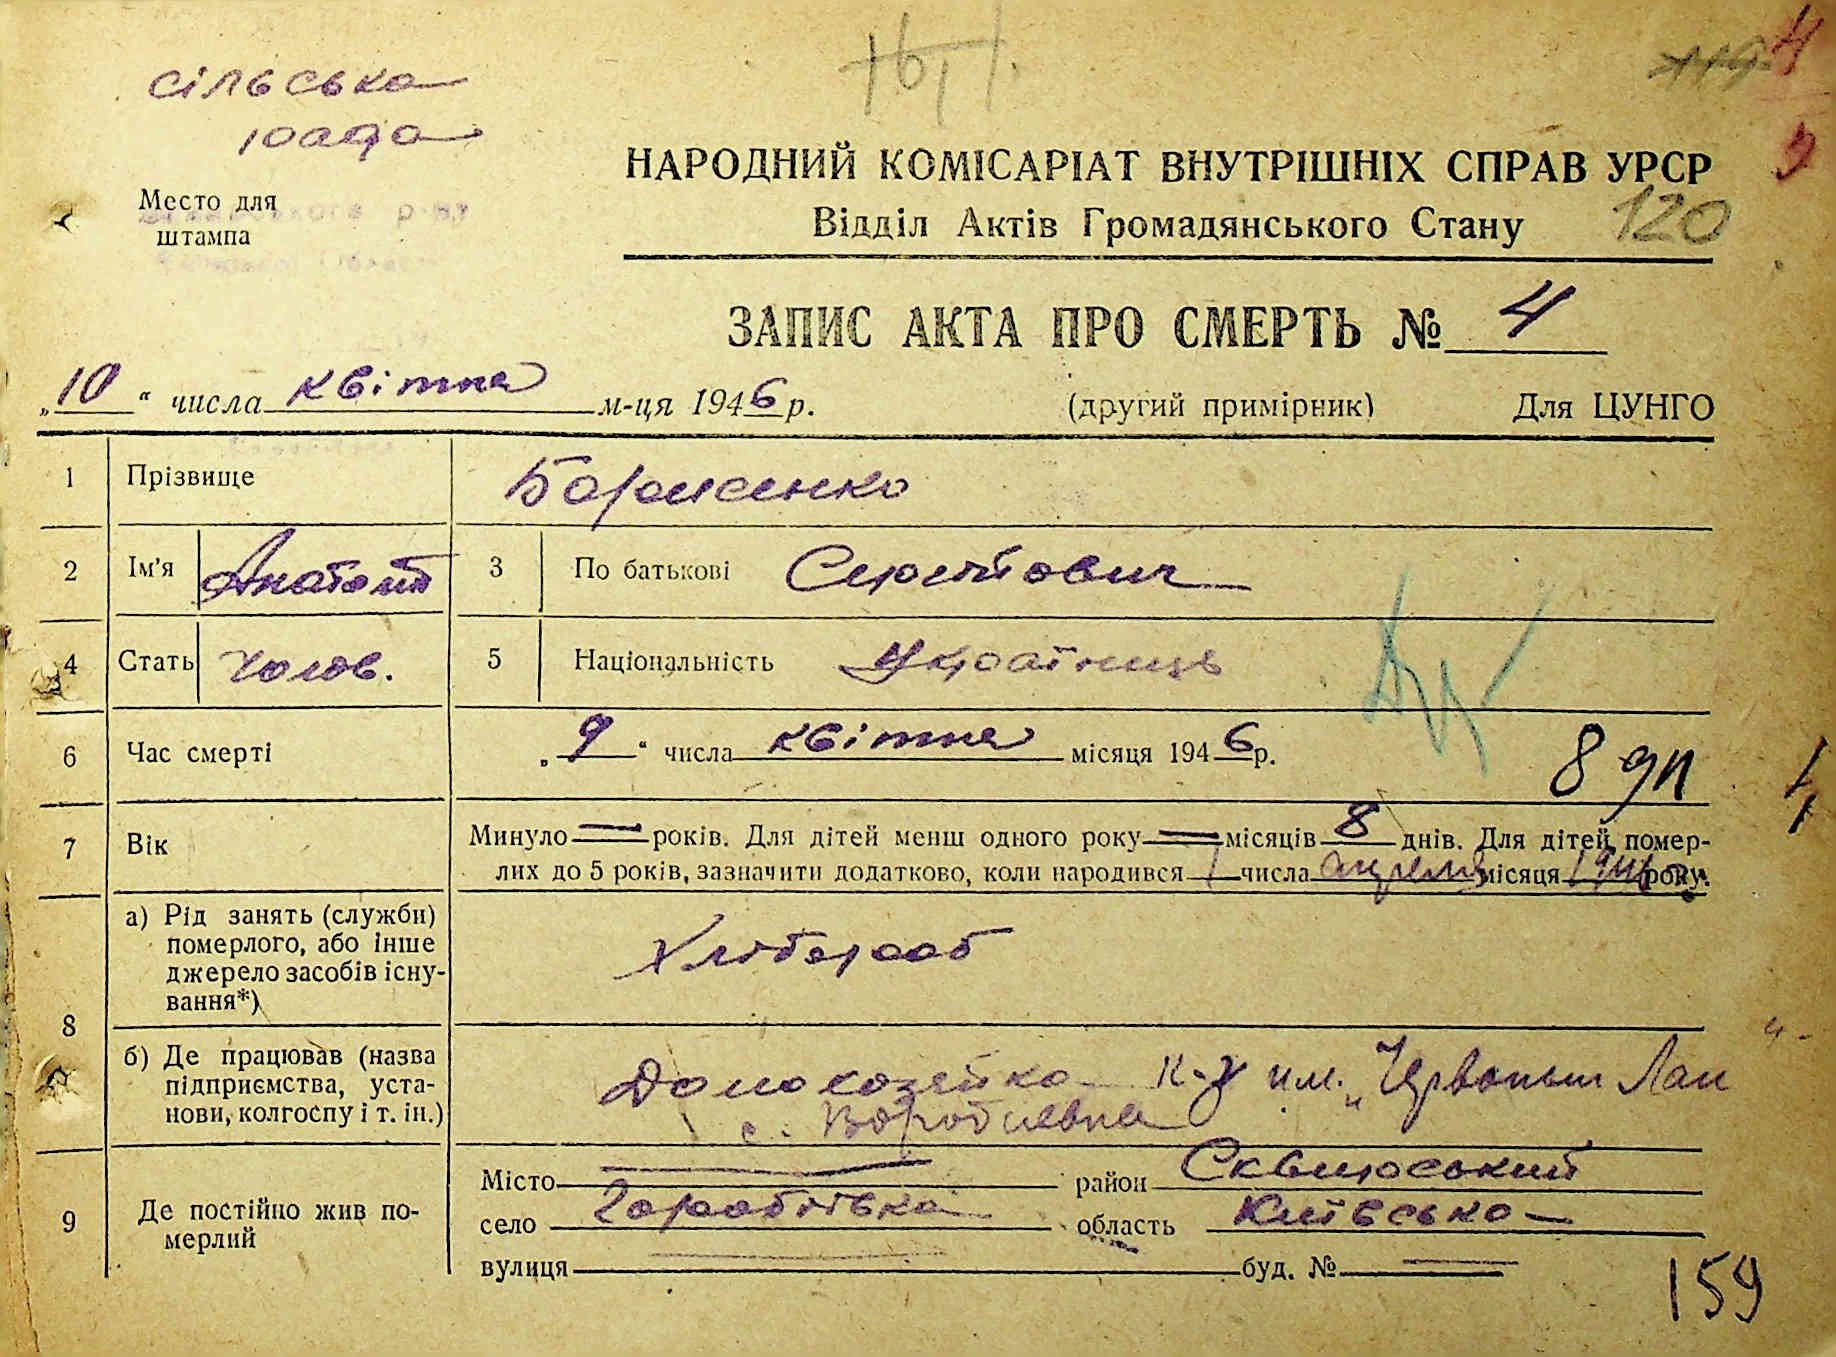 сільська
рада
119
4
5
Место для
штампа
НАРОДНИЙ КОМІСАРІАТ ВНУТРІШНІХ СПРАВ УРСР
Відділ Актів Громадянського Стану
120
ЗАПИС АКТА ПРО СМЕРТЬ № 4
„10“ числа квітня м-ця 1946 р. (другий примірник) Для ЦУНГО
1 Прізвище
2 Ім'я Анатолій 3 По батькові
4 Стать Чолов. 5 Національність Українець
6 Час смерті „9“ числа квітня місяця 1946 р.
8 дн
7 Вік Минуло — років. Для дітей менш одного року — місяців 8 днів. Для дітей, помер-
лих до 5 років, зазначити додатково, коли народився 1 числа апреля місяця 1946 року.
8 а) Рід занять (служби)
померлого, або інше
джерело засобів існу-
вання*)
Хлібороб
б) Де працював (назва
підприємства, уста-
нови, колгоспу і т. ін.)
Домохозяйка к-з им. „Червоный Лан
с.
9 Де постійно жив по-
мерлий
Місто — район Сквирський
село область Київська
вулиця — буд. № —
159